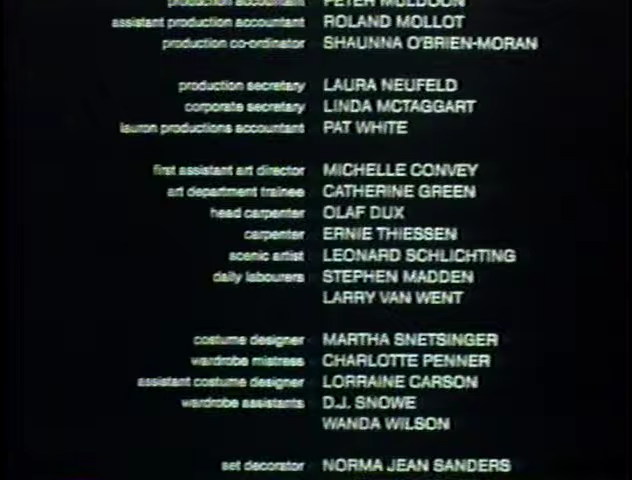 production accountant PETER MULDOON
assistant production accountant ROLAND MOLLOT
production co-ordinator SHAUNNA O'BRIEN-MORAN
production secretary LAURA NEUFELD
corporate secretary LINDA MCTAGGART
lauron productions accountant PAT WHITE
first assistant art director MICHELLE CONVEY
art department trainee CATHERINE GREEN
head carpenter OLAF DUX
carpenter ERNIE THIESSEN
scenic artist LEONARD SCHLICHTING
daily labourers STEPHEN MADDEN
LARRY VAN WENT
costume designer MARTHA SNETSINGER
wardrobe mistress CHARLOTTE PENNER
assistant costume designer LORRAINE CARSON
wardrobe assistants D.J. SNOWE
WANDA WILSON
set decorator NORMA JEAN SANDERS